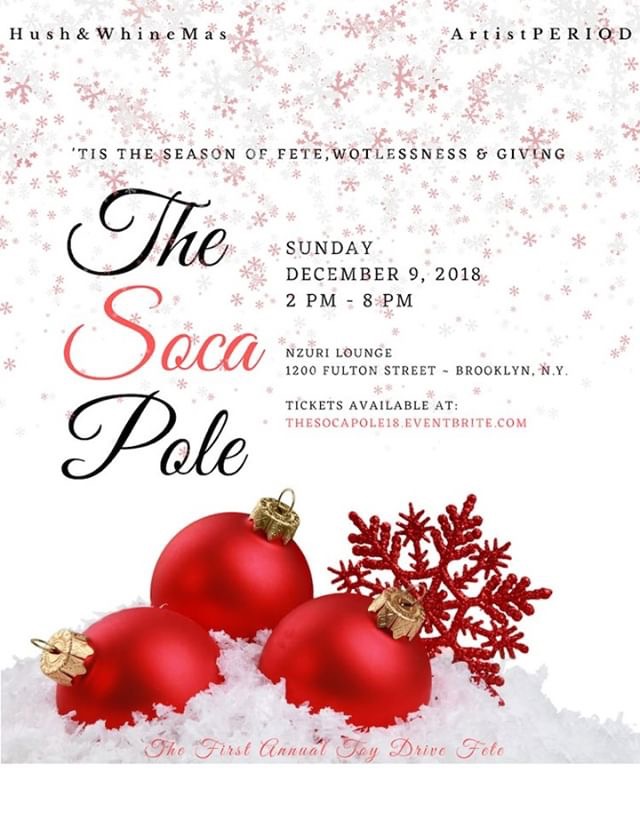 Hush&WhineMas
ArtistPERIOD
'TIS THE SEASON OF FETE,WOTLESSNESS & GIVING
The
Soca
Pole
SUNDAY
DECEMBER 9, 2018
2 PM - 8 PM
NZURI LOUNGE
1200 FULTON STREET ~ BROOKLYN, N.Y.
TICKETS AVAILABLE AT:
THESOCAPOLE18.EVENTBRITE.COM
The First Annual Toy Drive Fete